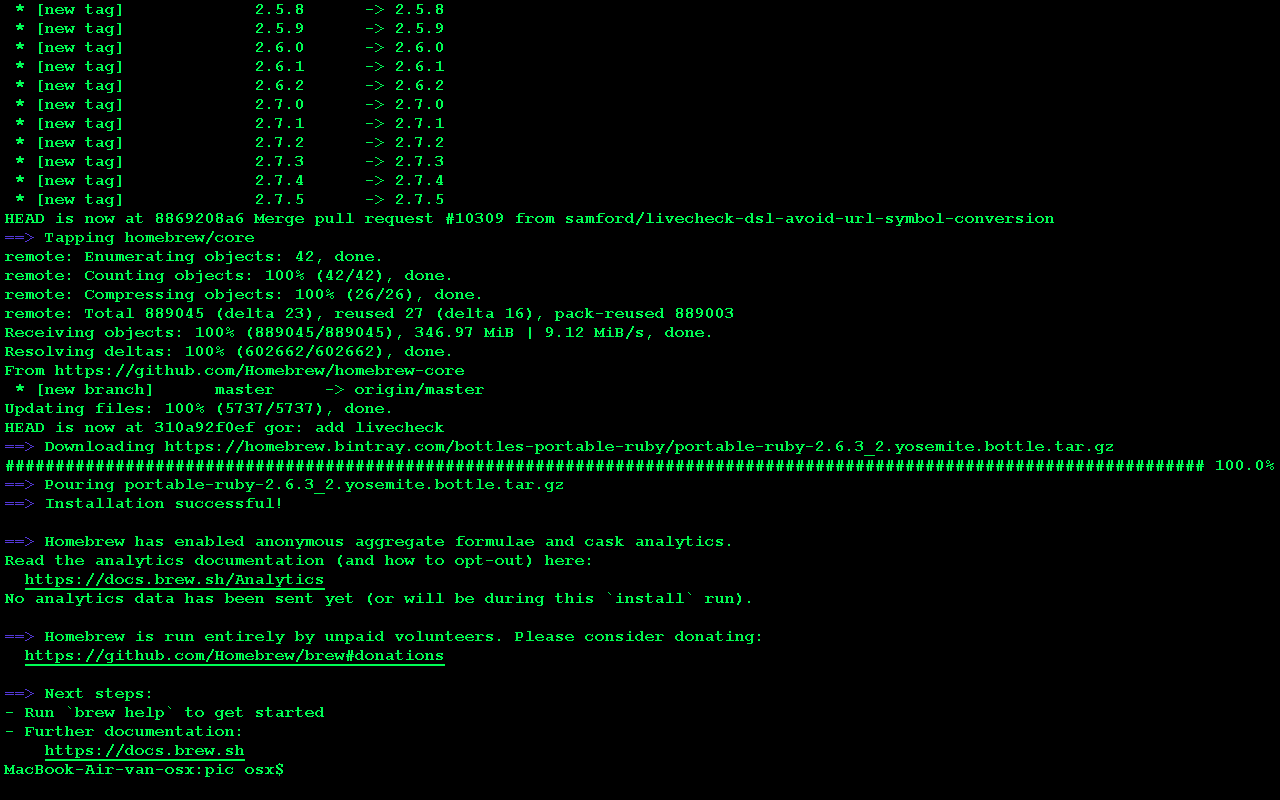 * [new tag]             2.5.8      -> 2.5.8
 * [new tag]             2.5.9      -> 2.5.9
 * [new tag]             2.6.0      -> 2.6.0
 * [new tag]             2.6.1      -> 2.6.1
 * [new tag]             2.6.2      -> 2.6.2
 * [new tag]             2.7.0      -> 2.7.0
 * [new tag]             2.7.1      -> 2.7.1
 * [new tag]             2.7.2      -> 2.7.2
 * [new tag]             2.7.3      -> 2.7.3
 * [new tag]             2.7.4      -> 2.7.4
 * [new tag]             2.7.5      -> 2.7.5
HEAD is now at 8869208a6 Merge pull request #10309 from samford/livecheck-dsl-avoid-url-symbol-conversion
==> Tapping homebrew/core
remote: Enumerating objects: 42, done.
remote: Counting objects: 100% (42/42), done.
remote: Compressing objects: 100% (26/26), done.
remote: Total 889045 (delta 23), reused 27 (delta 16), pack-reused 889003
Receiving objects: 100% (889045/889045), 346.97 MiB | 9.12 MiB/s, done.
Resolving deltas: 100% (602662/602662), done.
From https://github.com/Homebrew/homebrew-core
 * [new branch]      master     -> origin/master
Updating files: 100% (5737/5737), done.
HEAD is now at 310a92f0ef gor: add livecheck
==> Downloading https://homebrew.bintray.com/bottles-portable-ruby/portable-ruby-2.6.3_2.yosemite.bottle.tar.gz
######################################################################################################################## 100.0%
==> Pouring portable-ruby-2.6.3_2.yosemite.bottle.tar.gz
==> Installation successful!

==> Homebrew has enabled anonymous aggregate formulae and cask analytics.
Read the analytics documentation (and how to opt-out) here:
  https://docs.brew.sh/Analytics
No analytics data has been sent yet (or will be during this `install` run).

==> Homebrew is run entirely by unpaid volunteers. Please consider donating:
  https://github.com/Homebrew/brew#donations

==> Next steps:
- Run `brew help` to get started
- Further documentation:
    https://docs.brew.sh
MacBook-Air-van-osx:pic osx$